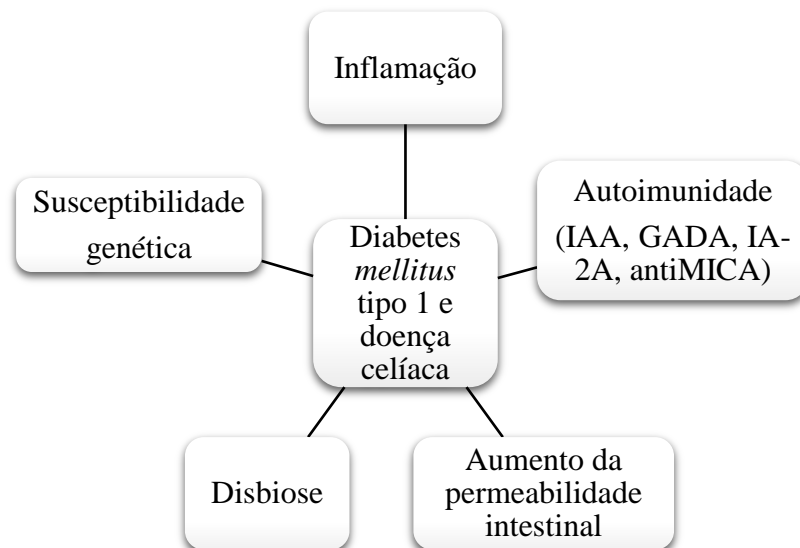 Inflamação
Susceptibilidade
genética
Autoimunidade
(IAA, GADA, IA-
2A, antiMICA)
Diabetes
mellitus
tipo 1 e
doença
celíaca
Disbiose
Aumento da
permeabilidade
intestinal